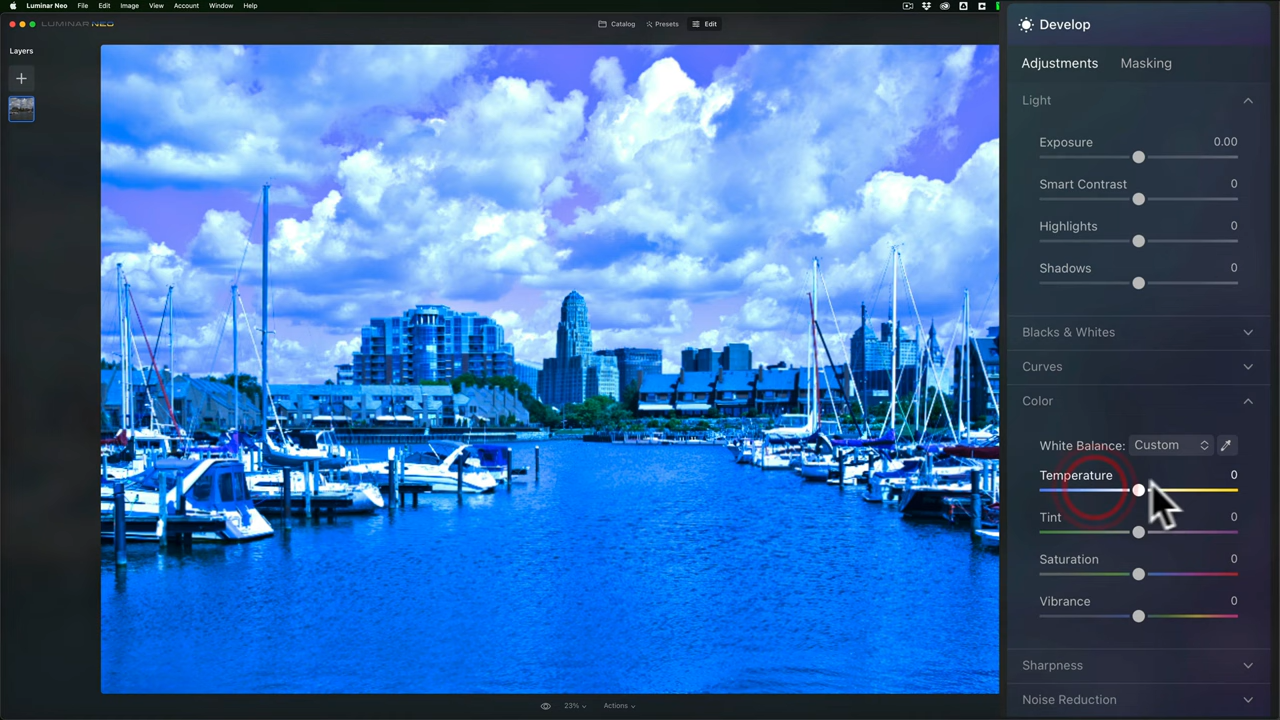 Luminar Neo File Edit Image View Account Window Help
LUMINAR NEO
Catalog Presets Edit
Layers
23%
Actions
Develop
Adjustments Masking
Light
Exposure 0.00
Smart Contrast 0
Highlights 0
Shadows 0
Blacks & Whites
Curves
Color
White Balance: Custom
Temperature 0
Tint 0
Saturation 0
Vibrance 0
Sharpness
Noise Reduction